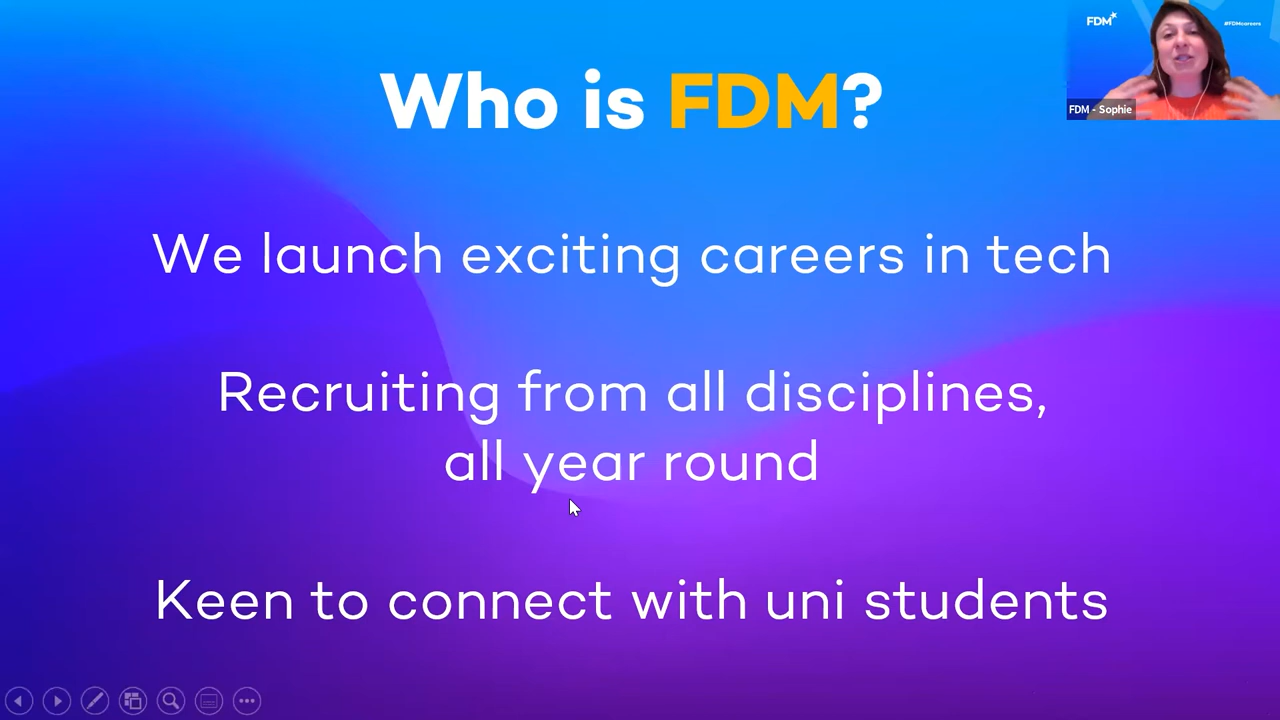 Who is FDM?
FDM
#FDMcareers
FDM - Sophie
We launch exciting careers in tech
Recruiting from all disciplines,
all year round
Keen to connect with uni students